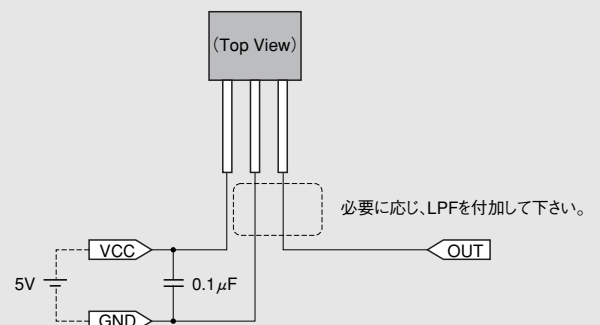 (Top View)
必要に応じ、LPFを付加して下さい。
VCC
OUT
5V
0.1μF
GND